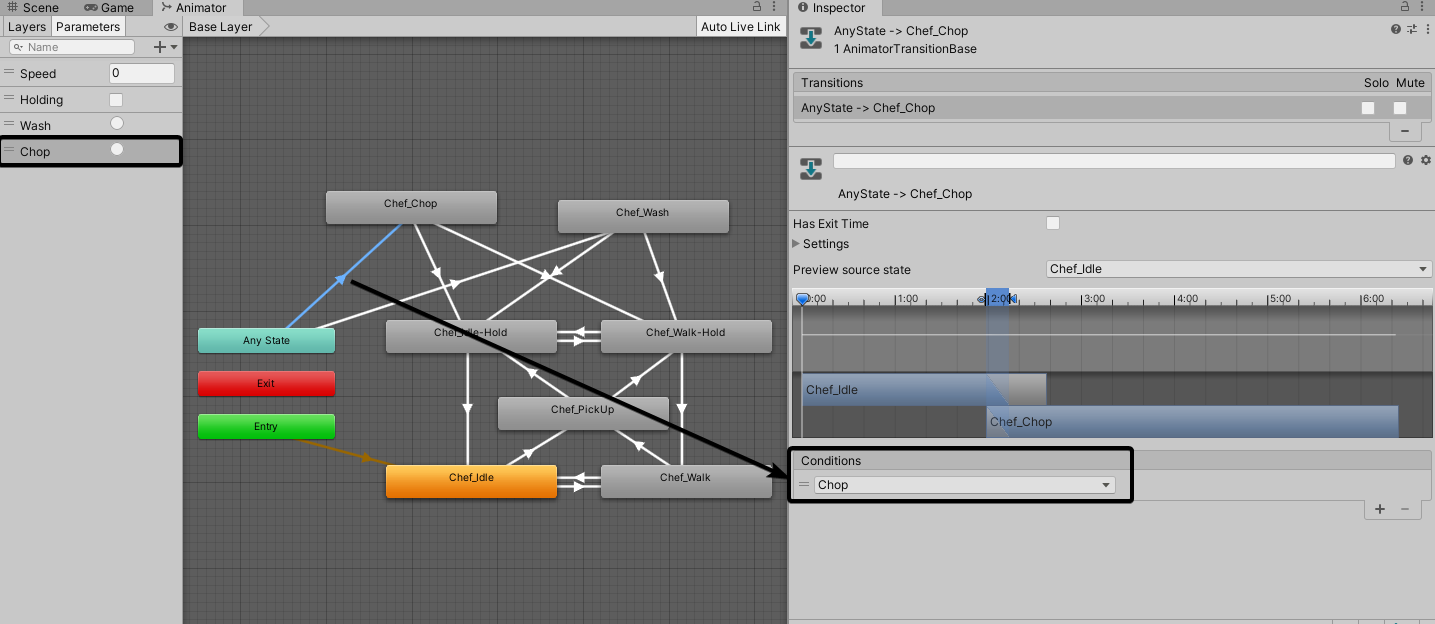 Scene Game Animator
Layers Parameters Base Layer Auto Live Link
Name
Speed 0
Holding
Wash
Chop
Chef_Chop
Chef_Wash
Any State
Chef_Idle-Hold
Chef_Walk-Hold
Exit
Chef_PickUp
Entry
Chef_Idle
Chef_Walk
Inspector
AnyState -> Chef_Chop
1 AnimatorTransitionBase
Transitions Solo Mute
AnyState -> Chef_Chop
AnyState -> Chef_Chop
Has Exit Time
Settings
Preview source state Chef_Idle
0:00 1:00 2:00 3:00 4:00 5:00 6:00
Chef_Idle
Chef_Chop
Conditions
Chop